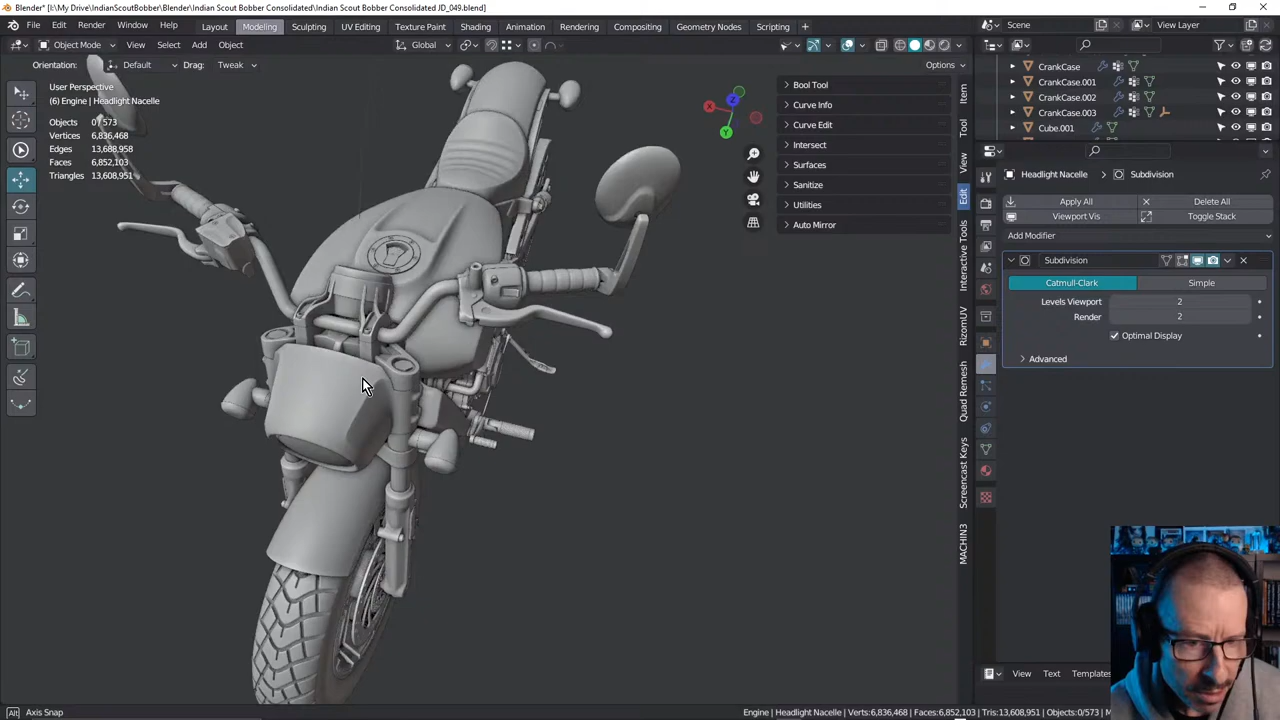 Blender* [I:\My Drive\IndianScoutBobber\Blender\Indian Scout Bobber Consolidated\Indian Scout Bobber Consolidated JD_049.blend]
File Edit Render Window Help Layout Modeling Sculpting UV Editing Texture Paint Shading Animation Rendering Compositing Geometry Nodes Scripting + Scene View Layer
Object Mode View Select Add Object Global
Orientation: Default Drag: Tweak Options
User Perspective
(6) Engine | Headlight Nacelle
Objects 0/573
Vertices 6,836,468
Edges 13,688,958
Faces 6,852,103
Triangles 13,608,951
X
Z
Y
Bool Tool
Curve Info
Curve Edit
Intersect
Surfaces
Sanitize
Utilities
Auto Mirror
Item
Tool
View
Edit
Interactive Tools
RizomUV
Quad Remesh
Screencast Keys
MACHIN3
CrankCase
CrankCase.001
CrankCase.002
CrankCase.003
Cube.001
Headlight Nacelle > Subdivision
Apply All Delete All
Viewport Vis Toggle Stack
Add Modifier
Subdivision
Catmull-Clark Simple
Levels Viewport 2
Render 2
Optimal Display
Advanced
View Text Templates
Alt Axis Snap
Engine | Headlight Nacelle | Verts:6,836,468 | Faces:6,852,103 | Tris:13,608,951 | Objects:0/573 | M